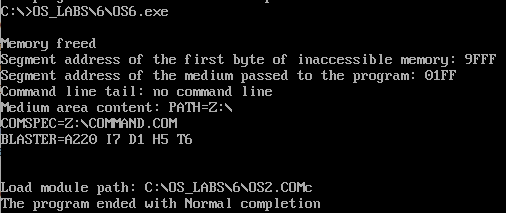 C:\>OS_LABS\6\OS6.exe
Memory freed
Segment address of the first byte of inaccessible memory: 9FFF
Segment address of the medium passed to the program: 01FF
Command line tail: no command line
Medium area content: PATH=Z:\
COMSPEC=Z:\COMMAND.COM
BLASTER=A220 I7 D1 H5 T6
Load module path: C:\OS_LABS\6\OS2.COMc
The program ended with Normal completion